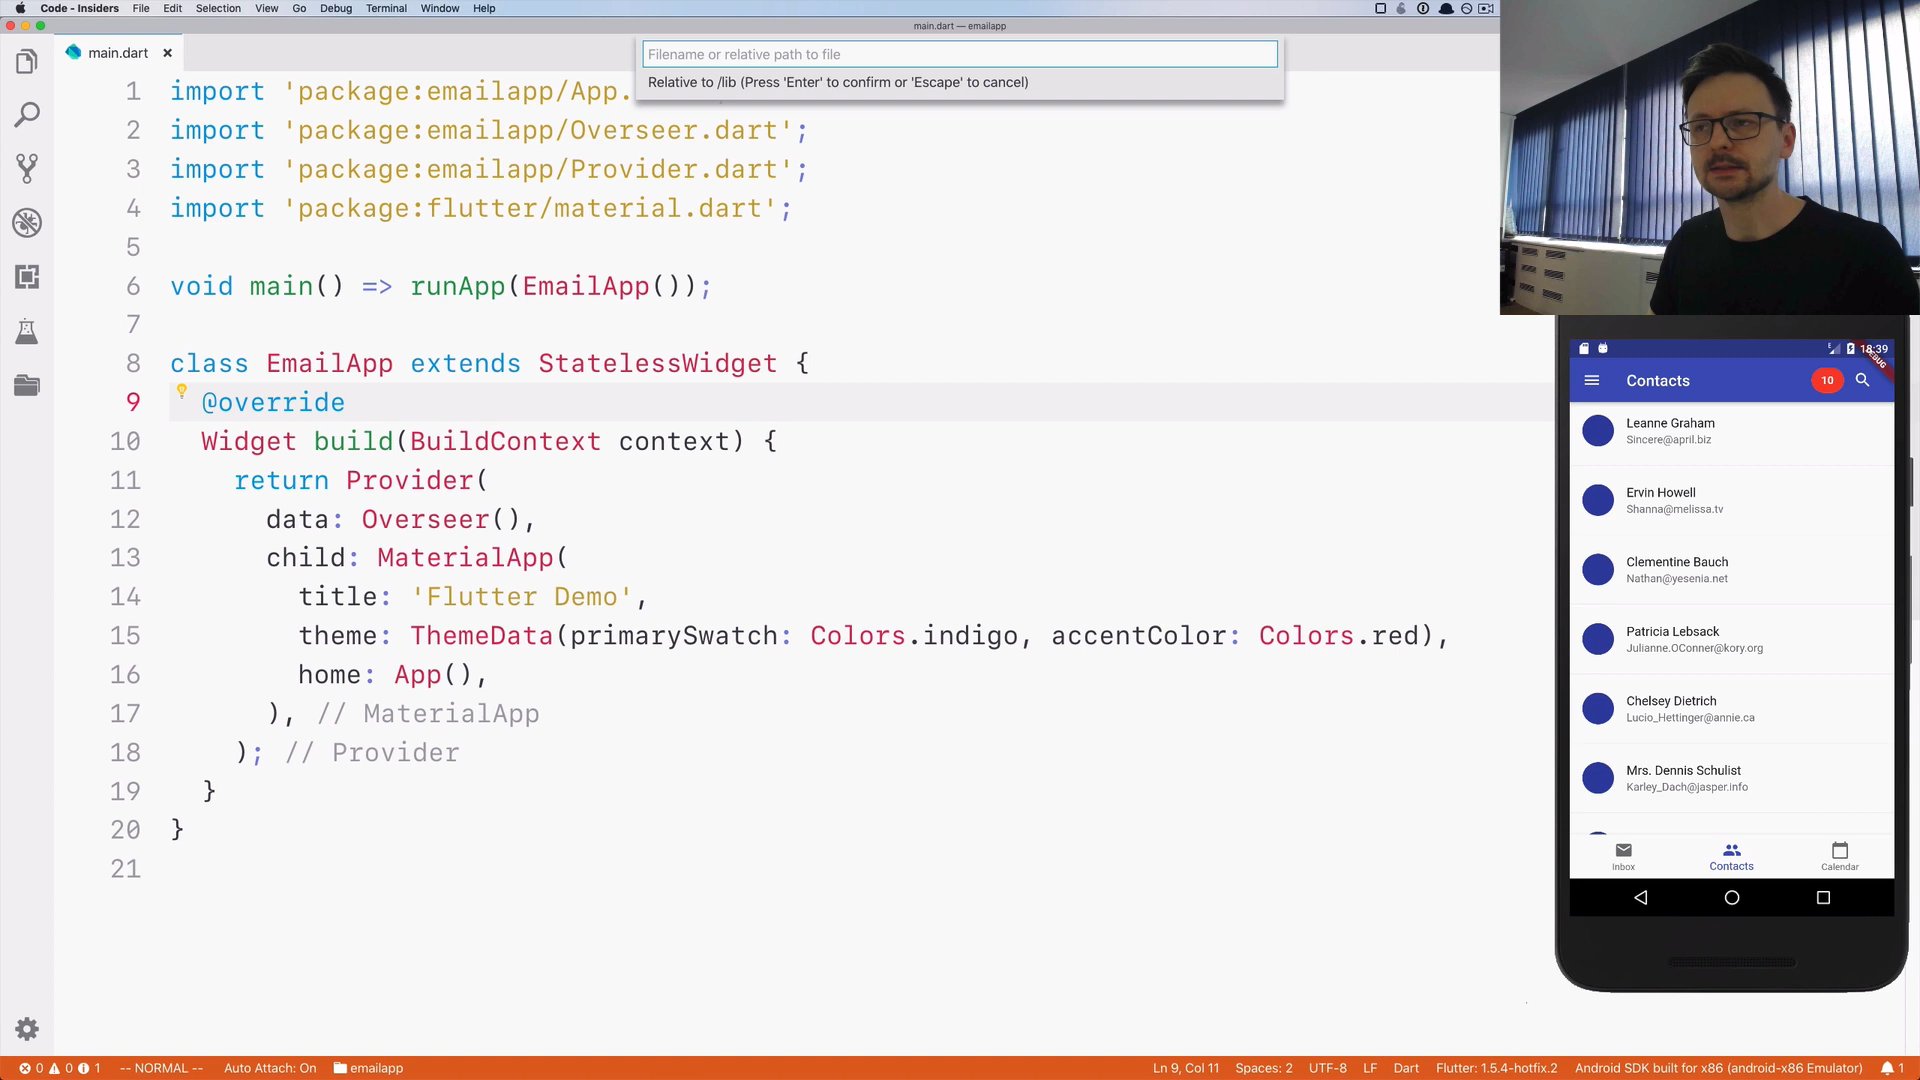 Code - Insiders File Edit Selection View Go Debug Terminal Window Help
main.dart — emailapp
main.dart
Filename or relative path to file
Relative to /lib (Press 'Enter' to confirm or 'Escape' to cancel)
1 import 'package:emailapp/App.
2 import 'package:emailapp/Overseer.dart';
3 import 'package:emailapp/Provider.dart';
4 import 'package:flutter/material.dart';
5
6 void main() => runApp(EmailApp());
7
8 class EmailApp extends StatelessWidget {
9 @override
10 Widget build(BuildContext context) {
11 return Provider(
12 data: Overseer(),
13 child: MaterialApp(
14 title: 'Flutter Demo',
15 theme: ThemeData(primarySwatch: Colors.indigo, accentColor: Colors.red),
16 home: App(),
17 ), // MaterialApp
18 ); // Provider
19 }
20 }
21
18:39
DEBUG
Contacts 10
Leanne Graham
Sincere@april.biz
Ervin Howell
Shanna@melissa.tv
Clementine Bauch
Nathan@yesenia.net
Patricia Lebsack
Julianne.OConner@kory.org
Chelsey Dietrich
Lucio_Hettinger@annie.ca
Mrs. Dennis Schulist
Karley_Dach@jasper.info
Inbox Contacts Calendar
0 0 1 -- NORMAL -- Auto Attach: On emailapp Ln 9, Col 11 Spaces: 2 UTF-8 LF Dart Flutter: 1.5.4-hotfix.2 Android SDK built for x86 (android-x86 Emulator) 1